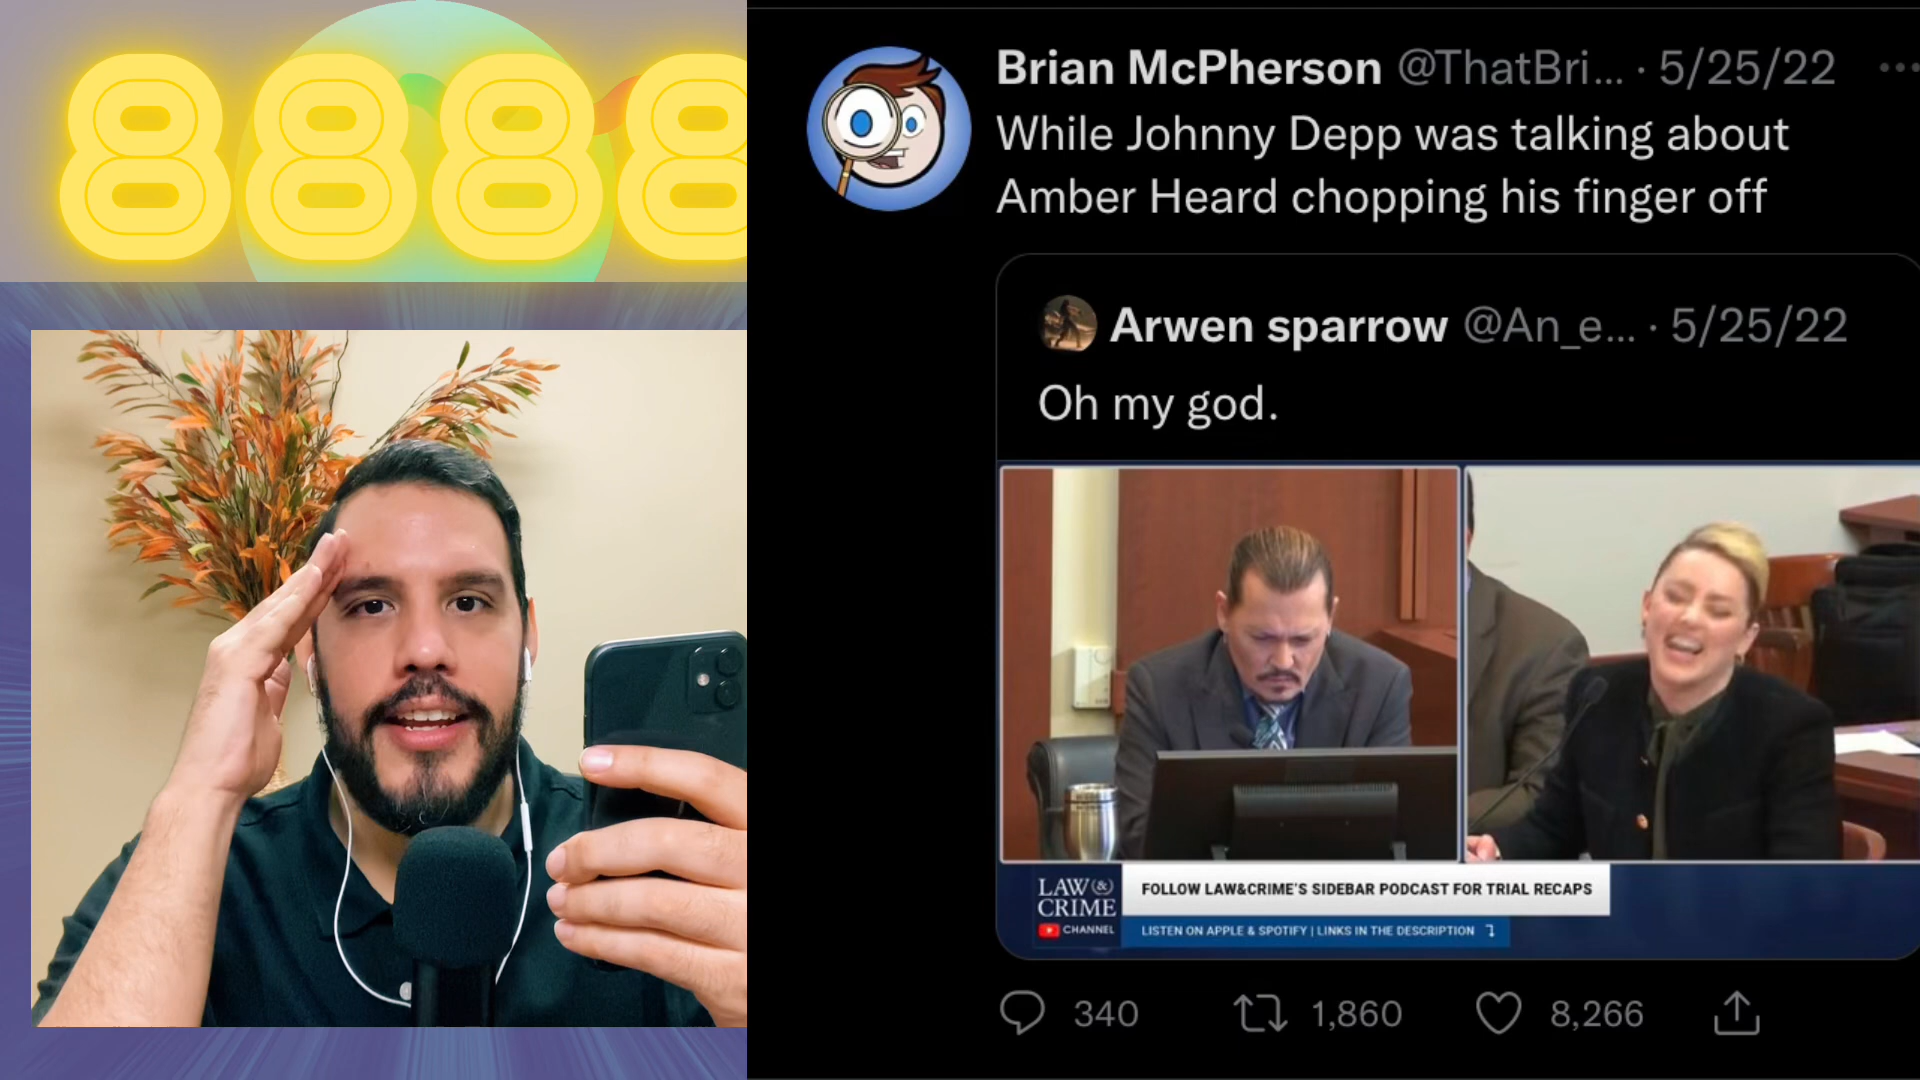 8888
Brian McPherson @ThatBri... · 5/25/22
While Johnny Depp was talking about
Amber Heard chopping his finger off
Arwen sparrow @An_e... · 5/25/22
Oh my god.
LAW&
CRIME
CHANNEL
FOLLOW LAW&CRIME'S SIDEBAR PODCAST FOR TRIAL RECAPS
LISTEN ON APPLE & SPOTIFY | LINKS IN THE DESCRIPTION
340 1,860 8,266